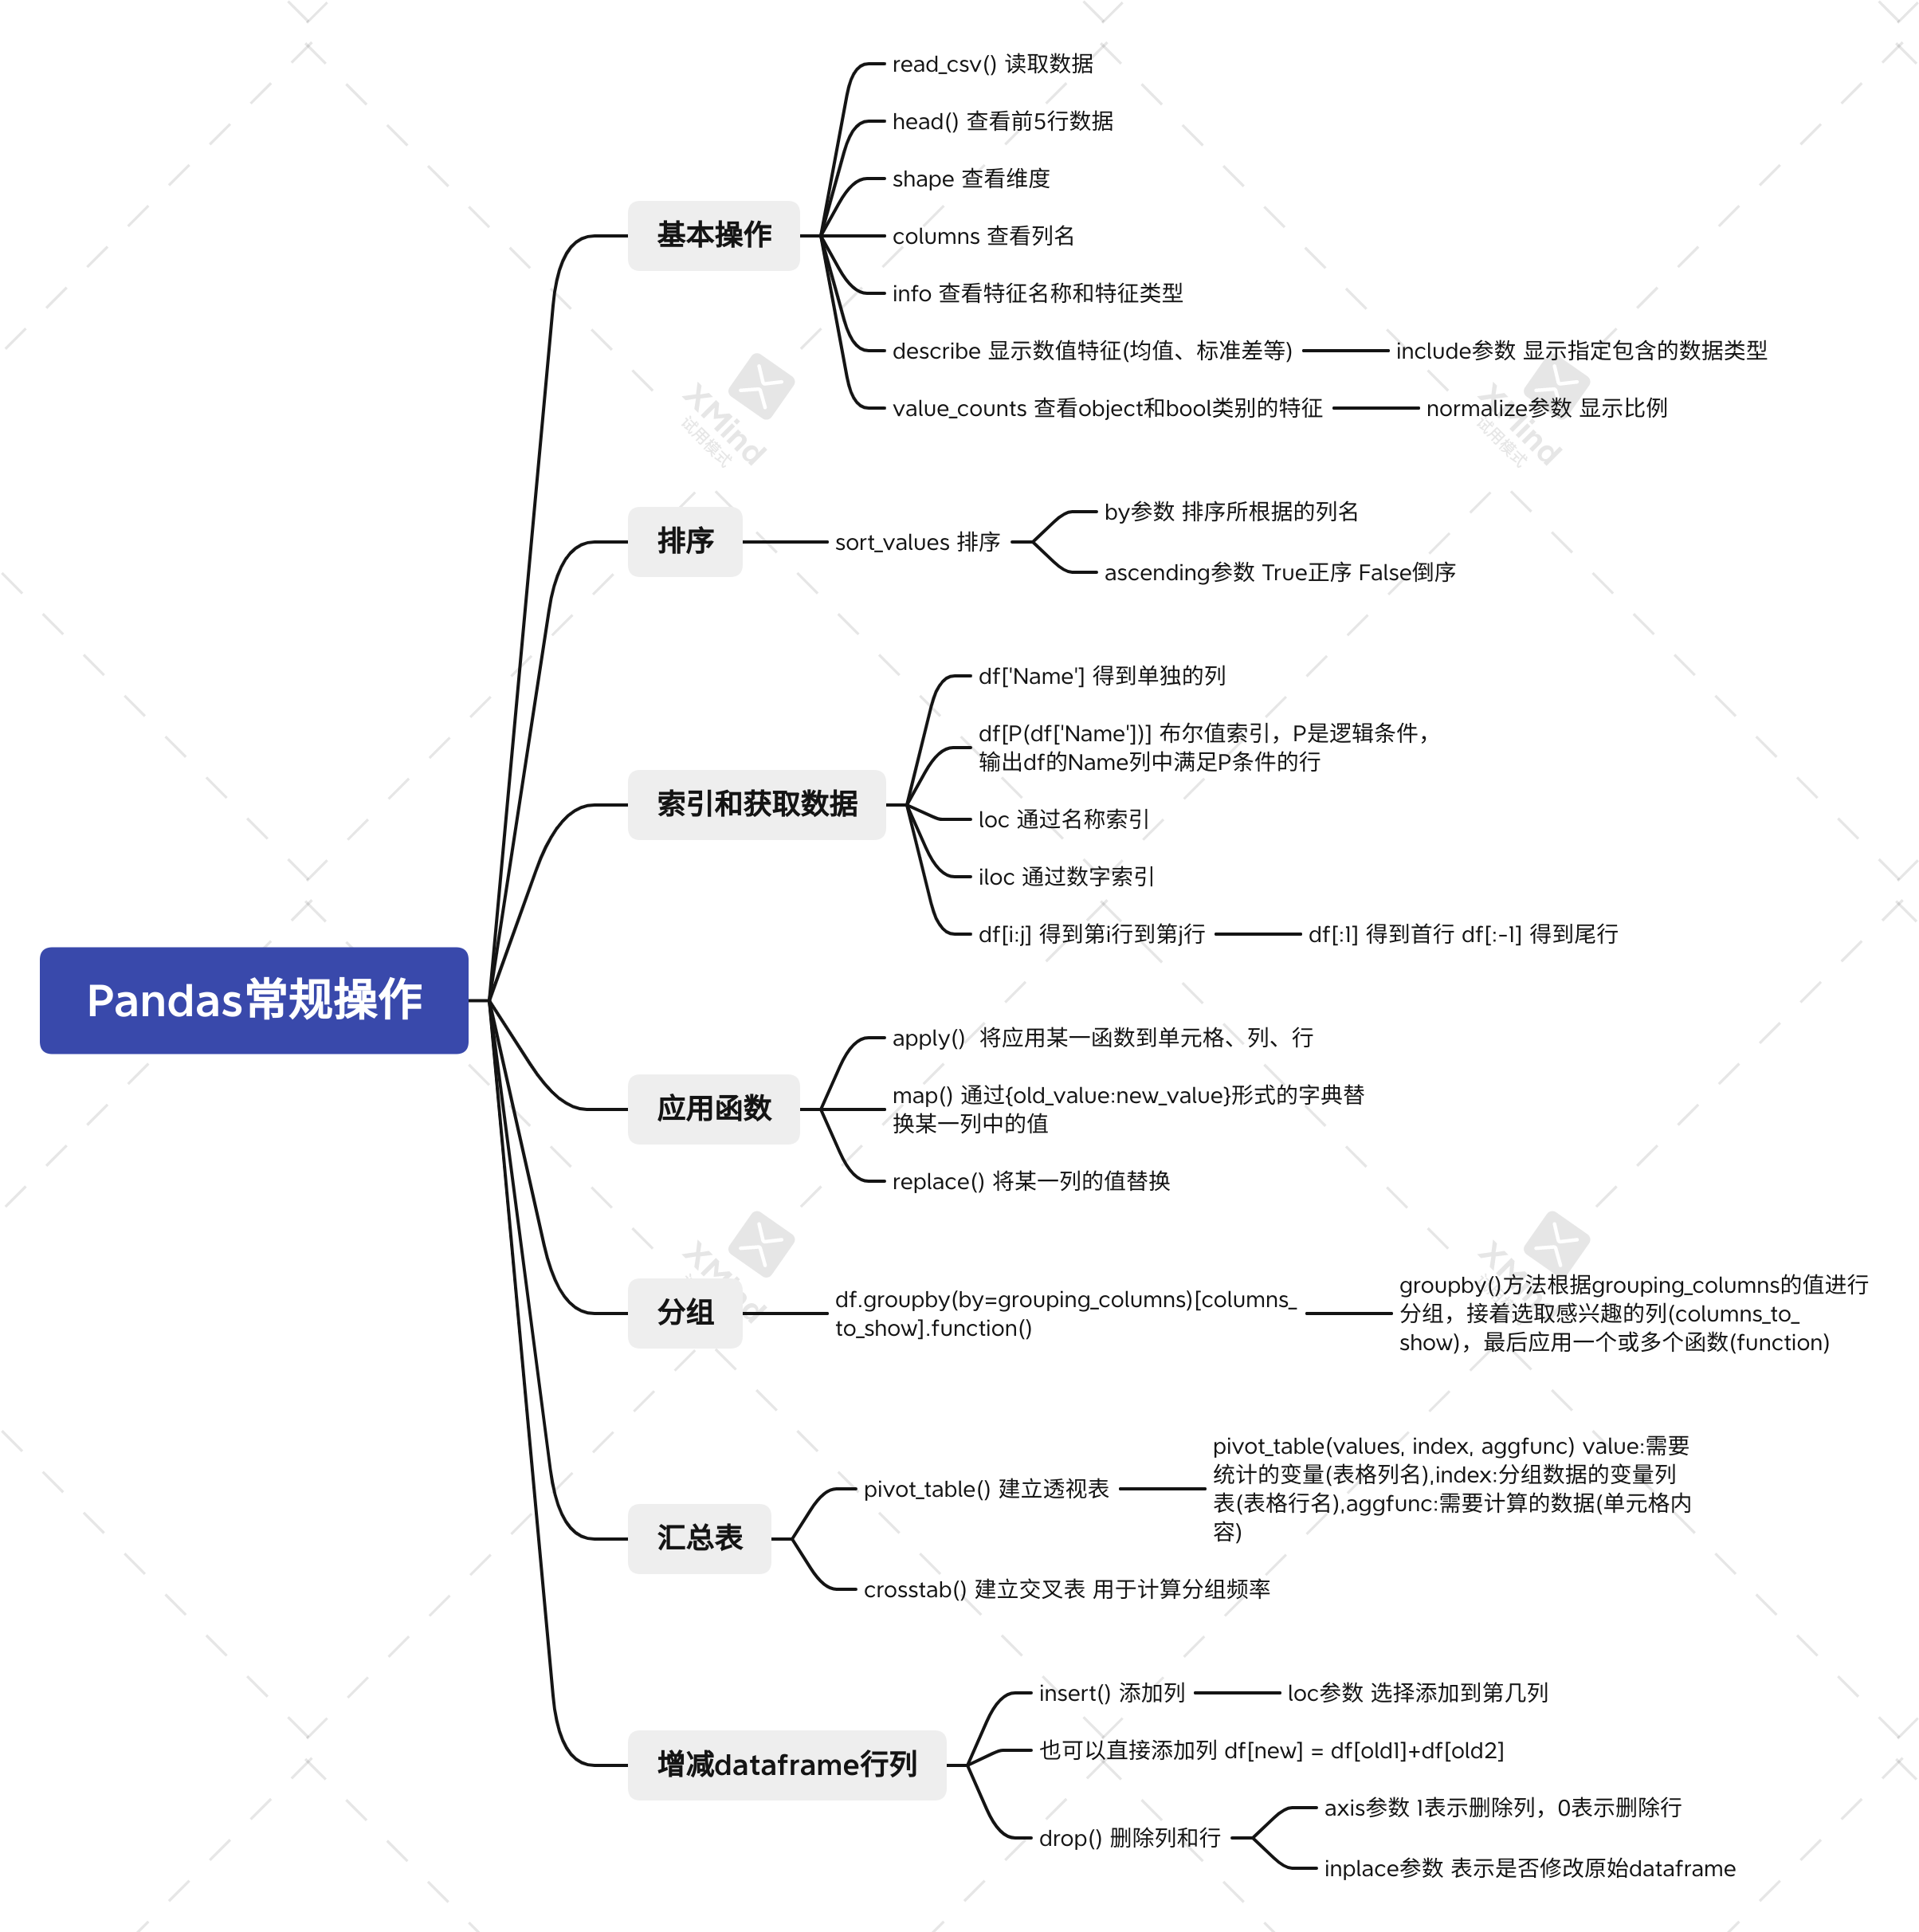 Pandas常规操作
基本操作
read_csv() 读取数据
head() 查看前5行数据
shape 查看维度
columns 查看列名
info 查看特征名称和特征类型
describe 显示数值特征(均值、标准差等)
include参数 显示指定包含的数据类型
value_counts 查看object和bool类别的特征
normalize参数 显示比例
排序
sort_values 排序
by参数 排序所根据的列名
ascending参数 True正序 False倒序
索引和获取数据
df['Name'] 得到单独的列
df[P(df['Name'])] 布尔值索引，P是逻辑条件，
输出df的Name列中满足P条件的行
loc 通过名称索引
iloc 通过数字索引
df[i:j] 得到第i行到第j行
df[:1] 得到首行 df[:-1] 得到尾行
应用函数
apply()  将应用某一函数到单元格、列、行
map() 通过{old_value:new_value}形式的字典替
换某一列中的值
replace() 将某一列的值替换
分组
df.groupby(by=grouping_columns)[columns_
to_show].function()
groupby()方法根据grouping_columns的值进行
分组，接着选取感兴趣的列(columns_to_
show)，最后应用一个或多个函数(function)
汇总表
pivot_table() 建立透视表
pivot_table(values, index, aggfunc) value:需要
统计的变量(表格列名),index:分组数据的变量列
表(表格行名),aggfunc:需要计算的数据(单元格内
容)
crosstab() 建立交叉表 用于计算分组频率
增减dataframe行列
insert() 添加列
loc参数 选择添加到第几列
也可以直接添加列 df[new] = df[old1]+df[old2]
drop() 删除列和行
axis参数 1表示删除列，0表示删除行
inplace参数 表示是否修改原始dataframe
XMind
试用模式
XMind
试用模式
XMind
XMind